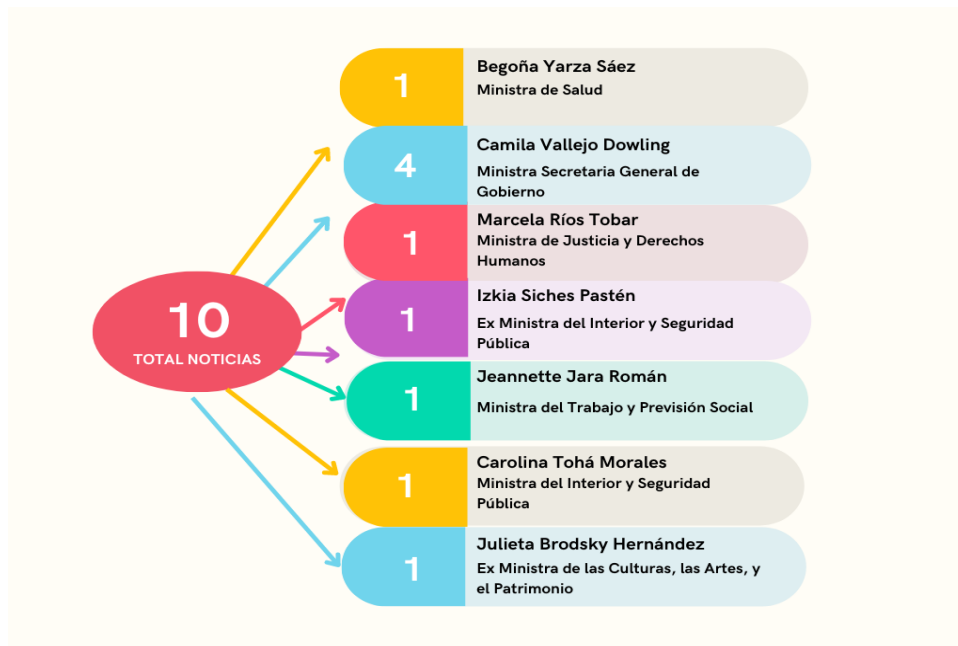 10
TOTAL NOTICIAS
1
Begoña Yarza Sáez
Ministra de Salud
4
Camila Vallejo Dowling
Ministra Secretaria General de
Gobierno
1
Marcela Ríos Tobar
Ministra de Justicia y Derechos
Humanos
1
Izkia Siches Pastén
Ex Ministra del Interior y Seguridad
Pública
1
Jeannette Jara Román
Ministra del Trabajo y Previsión Social
1
Carolina Tohá Morales
Ministra del Interior y Seguridad
Pública
1
Julieta Brodsky Hernández
Ex Ministra de las Culturas, las Artes, y
el Patrimonio